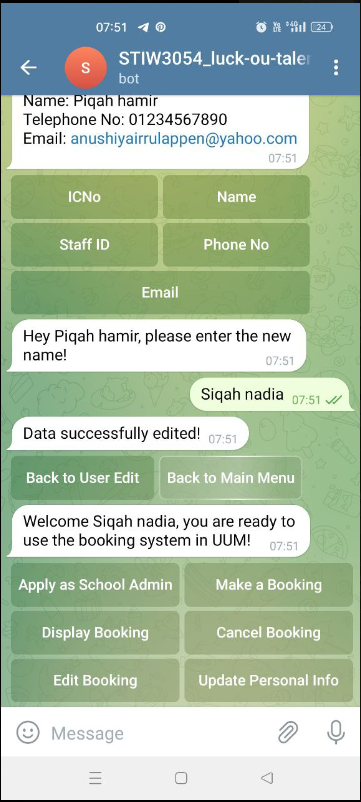 07:51
24
S
STIW3054_luck-ou-taler
bot
Name: Piqah hamir
Telephone No: 01234567890
Email: anushiyairrulappen@yahoo.com
07:51
ICNo
Name
Staff ID
Phone No
Email
Hey Piqah hamir, please enter the new
name!
07:51
Siqah nadia 07:51
Data successfully edited! 07:51
Back to User Edit
Back to Main Menu
Welcome Siqah nadia, you are ready to
use the booking system in UUM! 07:51
Apply as School Admin
Make a Booking
Display Booking
Cancel Booking
Edit Booking
Update Personal Info
Message